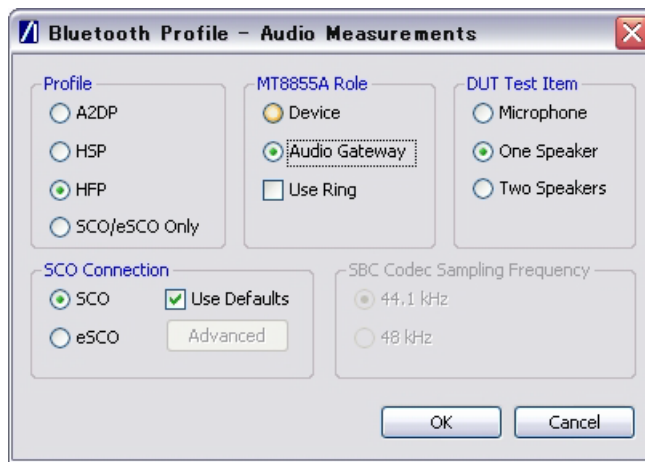 Bluetooth Profile - Audio Measurements
Profile
A2DP
HSP
HFP
SCO/eSCO Only
MT8855A Role
Device
Audio Gateway
Use Ring
DUT Test Item
Microphone
One Speaker
Two Speakers
SCO Connection
SCO
Use Defaults
eSCO
Advanced
SBC Codec Sampling Frequency
44.1 kHz
48 kHz
OK
Cancel